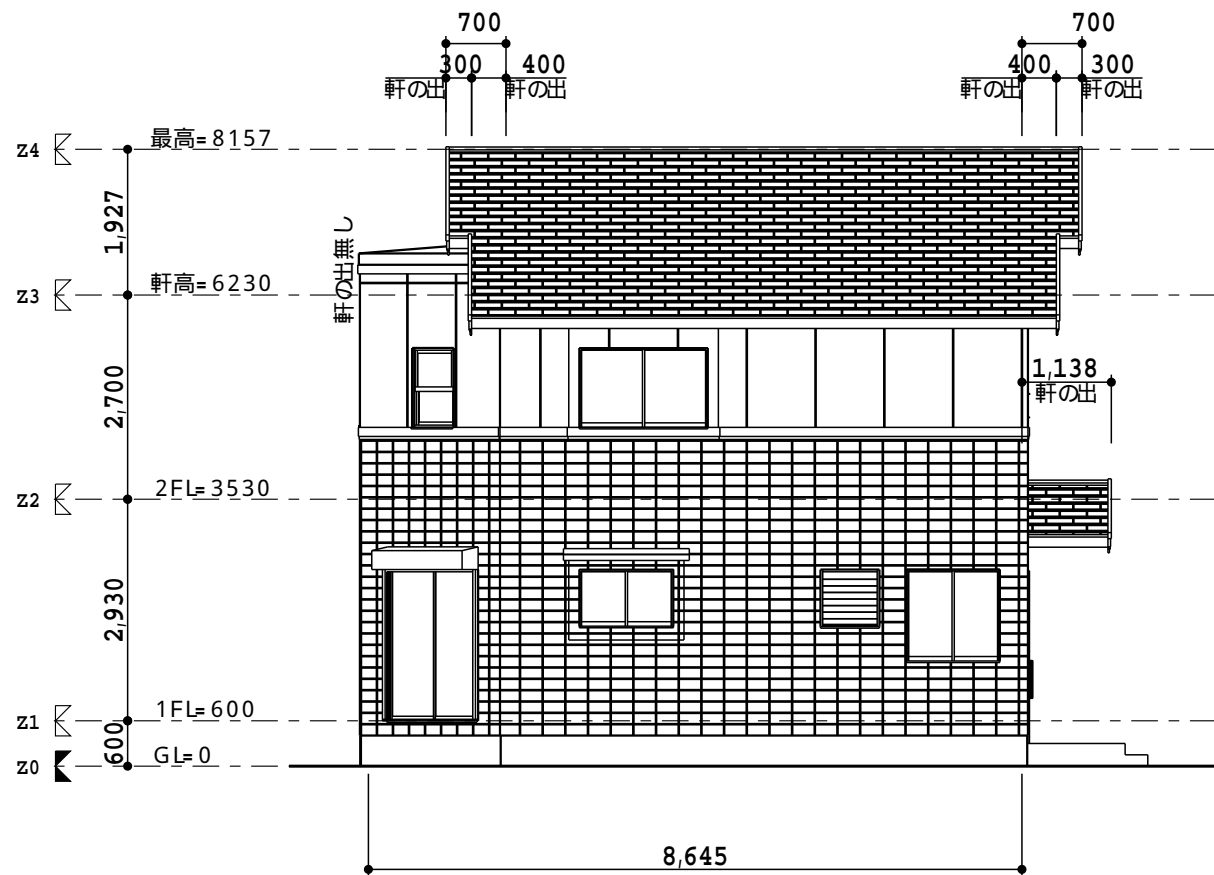 700
700
300
400
400
300
軒の出
軒の出
軒の出
軒の出
Z4
最高=8157
1,927
軒の出無し
Z3
軒高=6230
2,700
1,138
軒の出
Z2
2FL=3530
2,930
Z1
1FL=600
600
Z0
GL=0
8,645